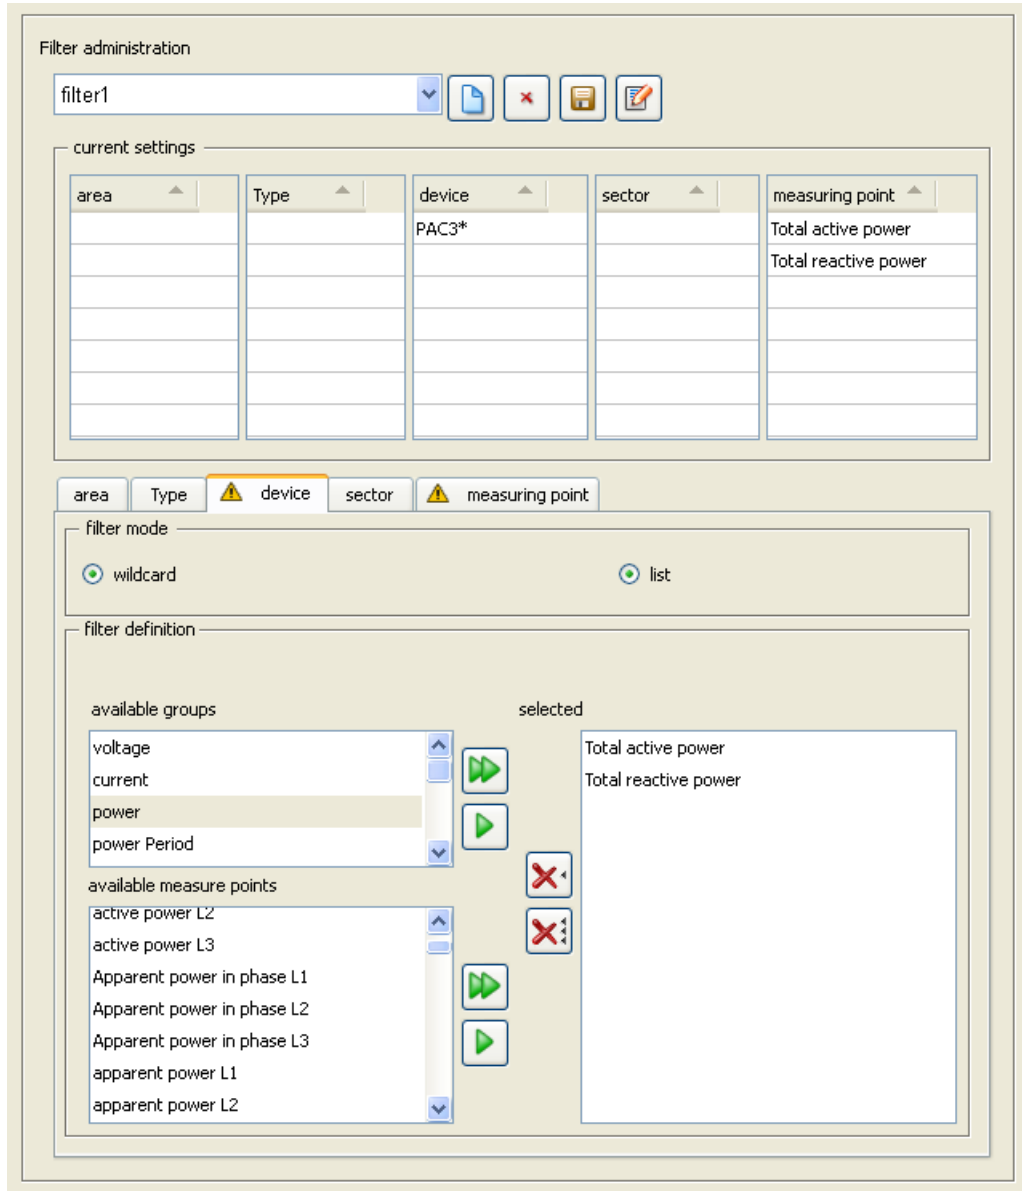 Filter administration
filter1
current settings
area Type device sector measuring point
PAC3* Total active power
Total reactive power
area Type device sector measuring point
filter mode
wildcard list
filter definition
available groups selected
voltage Total active power
current Total reactive power
power
power Period
available measure points
active power L2
active power L3
Apparent power in phase L1
Apparent power in phase L2
Apparent power in phase L3
apparent power L1
apparent power L2